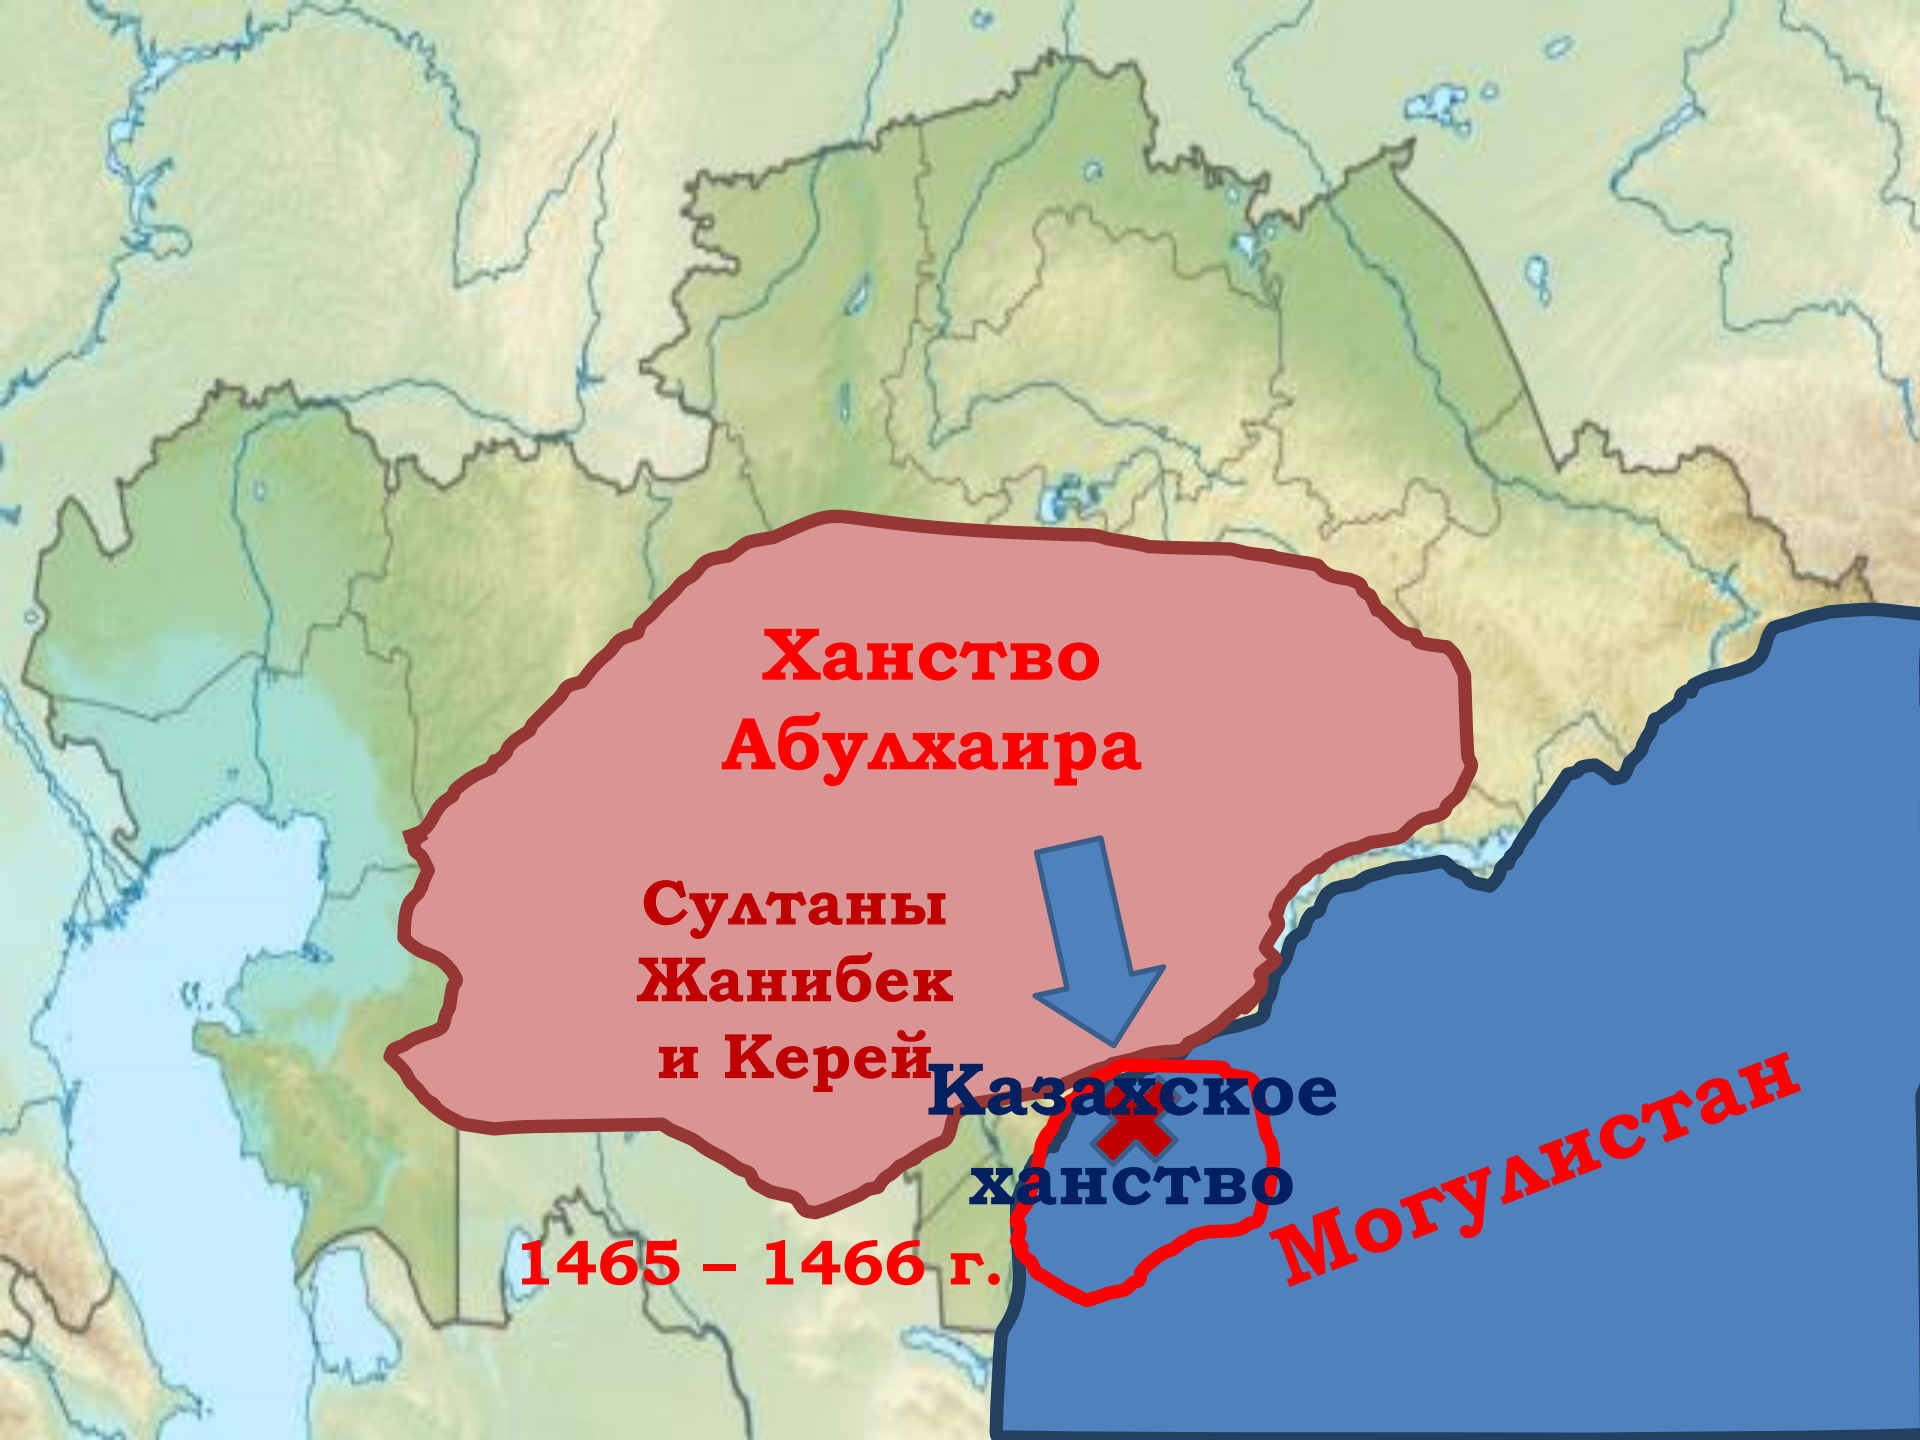 Ханство
Абулхаира
Султаны
Жанибек
и Керей
Казахское
ханство
Могулистан
1465 – 1466 г.